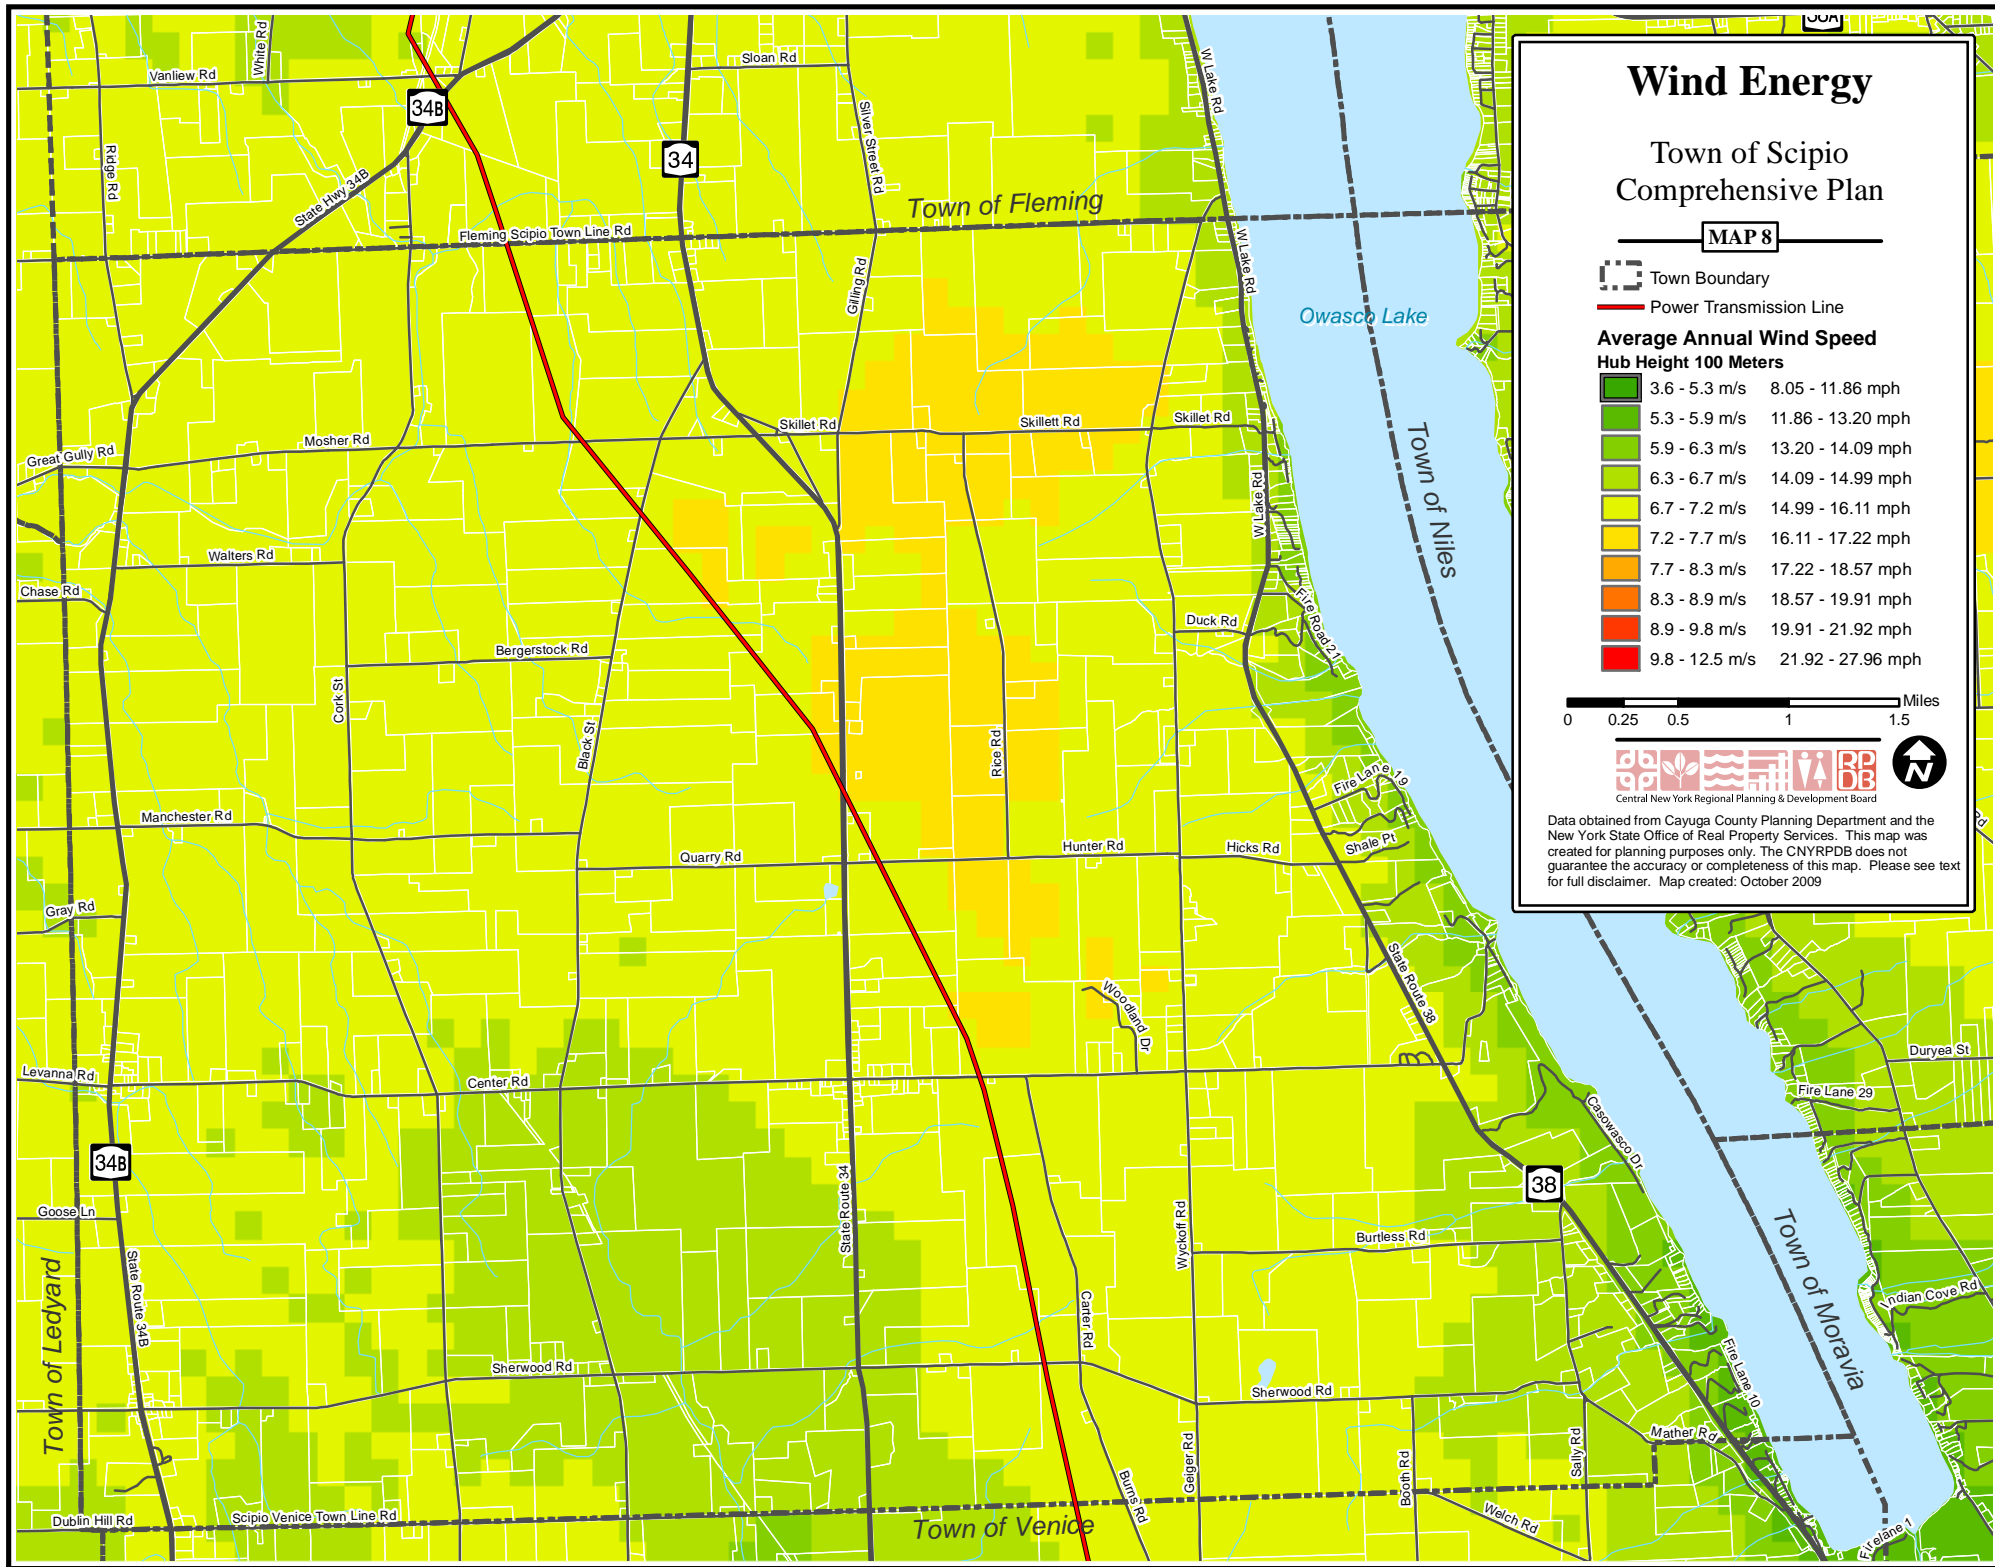 Wind Energy
Town of Scipio
Comprehensive Plan
MAP 8
Town Boundary
Power Transmission Line
Average Annual Wind Speed
Hub Height 100 Meters
3.6 - 5.3 m/s 8.05 - 11.86 mph
5.3 - 5.9 m/s 11.86 - 13.20 mph
5.9 - 6.3 m/s 13.20 - 14.09 mph
6.3 - 6.7 m/s 14.09 - 14.99 mph
6.7 - 7.2 m/s 14.99 - 16.11 mph
7.2 - 7.7 m/s 16.11 - 17.22 mph
7.7 - 8.3 m/s 17.22 - 18.57 mph
8.3 - 8.9 m/s 18.57 - 19.91 mph
8.9 - 9.8 m/s 19.91 - 21.92 mph
9.8 - 12.5 m/s 21.92 - 27.96 mph
Miles
0 0.25 0.5 1 1.5
RP
DB
N
Central New York Regional Planning & Development Board
Data obtained from Cayuga County Planning Department and the
New York State Office of Real Property Services. This map was
created for planning purposes only. The CNYRPDB does not
guarantee the accuracy or completeness of this map. Please see text
for full disclaimer. Map created: October 2009
White Rd
Vanliew Rd
Sloan Rd
W Lake Rd
34B
34
Silver Street Rd
Ridge Rd
State Hwy 34B
Town of Fleming
Fleming Scipio Town Line Rd
W Lake Rd
Gilling Rd
Owasco Lake
Skillet Rd
Skillett Rd
Skillet Rd
Mosher Rd
Great Gully Rd
Town of Niles
W Lake Rd
Walters Rd
Chase Rd
Fire Road 21
Duck Rd
Bergerstock Rd
Cork St
Black St
Rice Rd
Fire Lane 19
Manchester Rd
Quarry Rd
Hunter Rd
Hicks Rd
Shale Pt
Rd
Gray Rd
State Route 38
Woodland Dr
Levanna Rd
Center Rd
Duryea St
Fire Lane 29
Casowasco Dr
34B
38
State Route 34
Goose Ln
Wyckoff Rd
Burtless Rd
State Route 34B
Town of Ledyard
Town of Moravia
Indian Cove Rd
Carter Rd
Fire Lane 10
Sherwood Rd
Sherwood Rd
Mather Rd
Sally Rd
Geiger Rd
Booth Rd
Burns Rd
Dublin Hill Rd
Scipio Venice Town Line Rd
Town of Venice
Welch Rd
Firelane 1